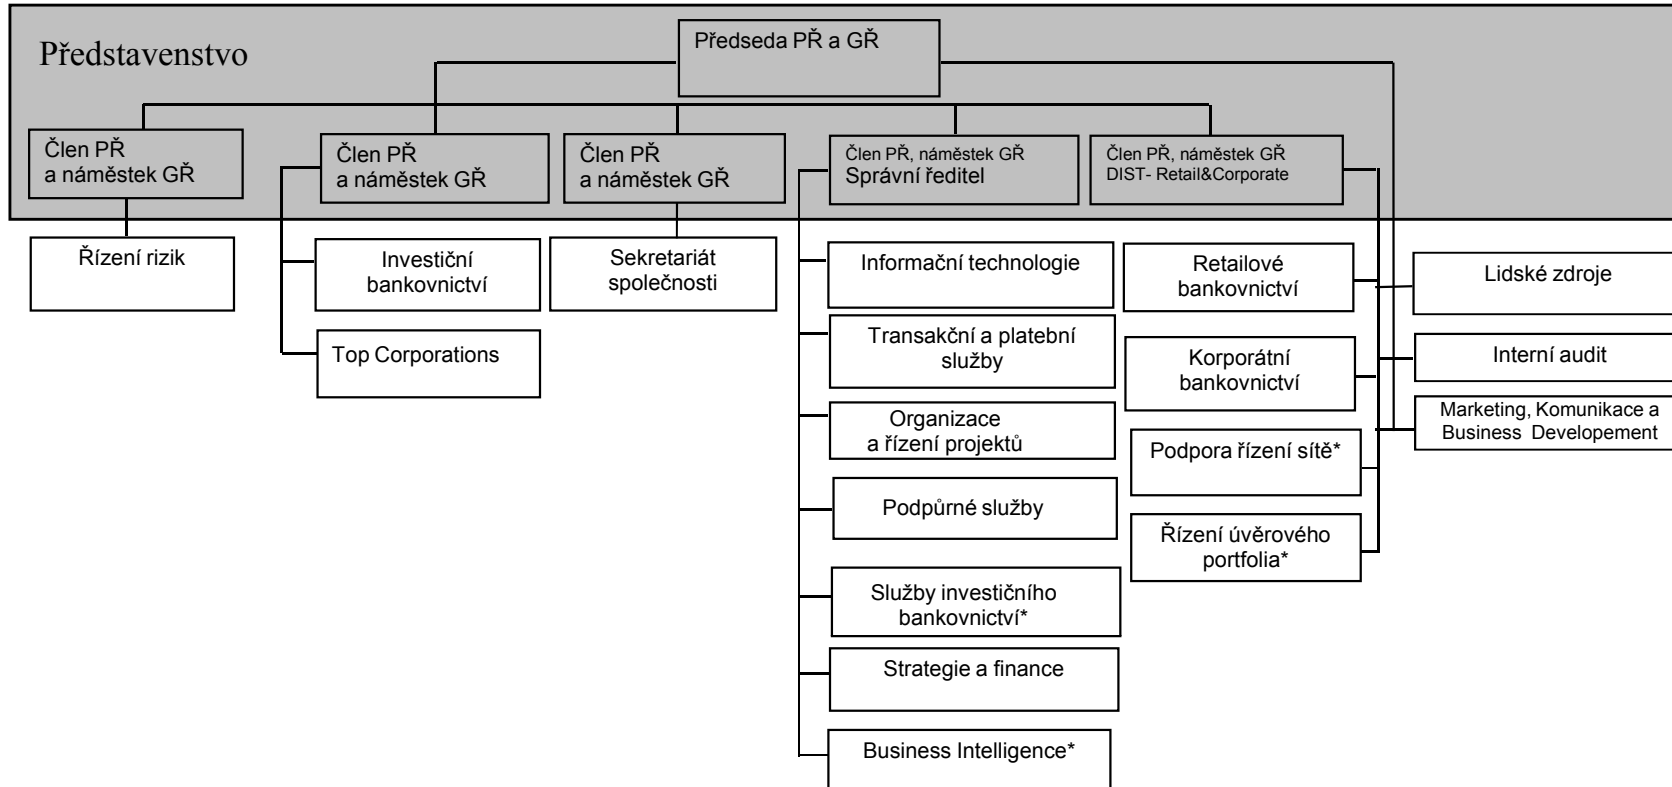 Představenstvo
Předseda PŘ a GŘ
Člen PŘ
a náměstek GŘ
Člen PŘ
a náměstek GŘ
Člen PŘ
a náměstek GŘ
Člen PŘ, náměstek GŘ
Správní ředitel
Člen PŘ, náměstek GŘ
DIST- Retail&Corporate
Řízení rizik
Investiční
bankovnictví
Top Corporations
Sekretariát
společnosti
Informační technologie
Transakční a platební
služby
Organizace
a řízení projektů
Podpůrné služby
Služby investičního
bankovnictví*
Strategie a finance
Business Intelligence*
Retailové
bankovnictví
Korporátní
bankovnictví
Podpora řízení sítě*
Řízení úvěrového
portfolia*
Lidské zdroje
Interní audit
Marketing, Komunikace a
Business Developement